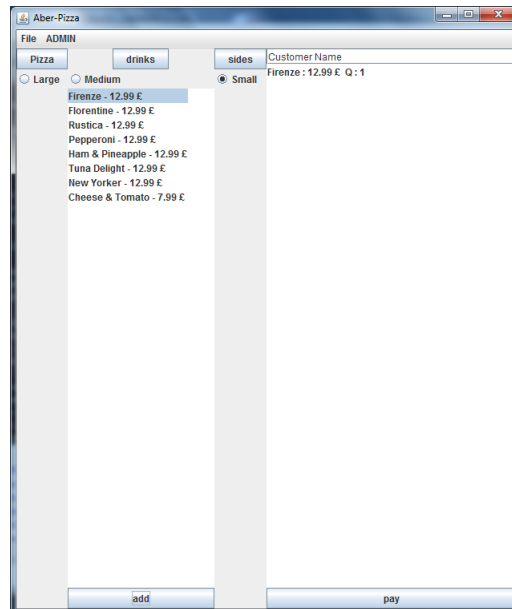 Aber-Pizza
File ADMIN
Pizza drinks sides Customer Name
Large Medium Small Firenze : 12.99 £ Q : 1
Firenze - 12.99 £
Florentine - 12.99 £
Rustica - 12.99 £
Pepperoni - 12.99 £
Ham & Pineapple - 12.99 £
Tuna Delight - 12.99 £
New Yorker - 12.99 £
Cheese & Tomato - 7.99 £
add pay